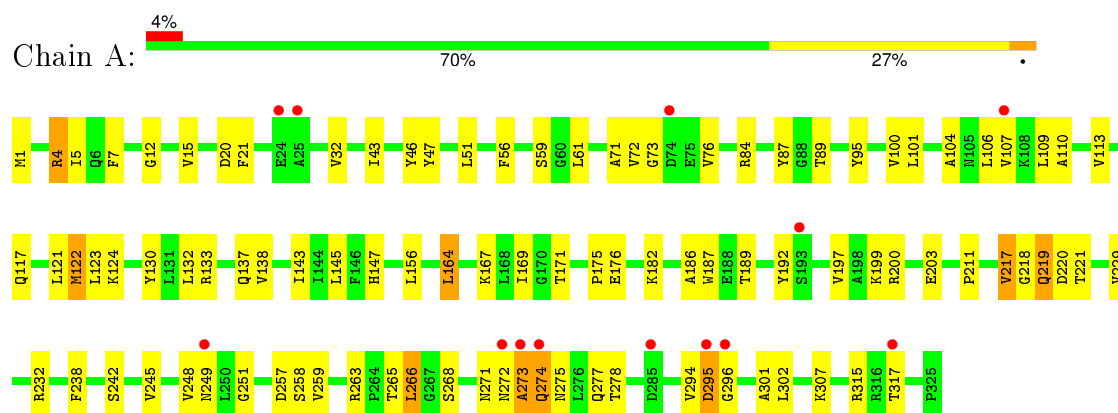 4%
Chain A:
70% 27% •
M1 R4 I5 Q6 F7 G12 V15 D20 F21 E24 A25 V32 I43 Y46 Y47 L51 F56 S59 G60 L61 A71 V72 G73 D74 E75 V76 R84 Y87 G88 T89 Y95 V100 L101 A104 N105 L106 V107 K108 L109 A110 V113
Q117 L121 M122 L123 K124 Y130 L131 L132 R133 Q137 V138 I143 I144 L145 F146 H147 L156 L164 K167 L168 I169 G170 T171 P175 E176 K182 A186 W187 E188 T189 Y192 S193 V197 A198 K199 R200 E203 P211 V217 G218 Q219 D220 T221
R232 F238 S242 V245 V248 N249 L250 G251 D257 S258 V259 R263 P264 T265 L266 G267 S268 N271 N272 A273 Q274 N275 L276 Q277 T278 D285 V294 D295 G296 A301 L302 K307 R315 R316 T317 P325